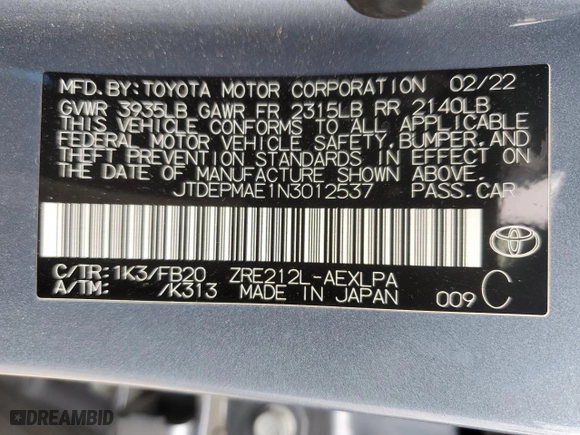 MFD.BY:TOYOTA MOTOR CORPORATION 02/22
GVWR 3935LB GAWR FR 2315LB RR 2140LB
THIS VEHICLE CONFORMS TO ALL APPLICABLE
FEDERAL MOTOR VEHICLE SAFETY,BUMPER,AND
THEFT PREVENTION STANDARDS IN EFFECT ON
THE DATE OF MANUFACTURE SHOWN ABOVE.
JTDEPMAE1N3012537 PASS.CAR
C/TR:1K3/FB20 ZRE212L-AEXLPA
A/TM: /K313 MADE IN JAPAN 009 C
DREAMBID